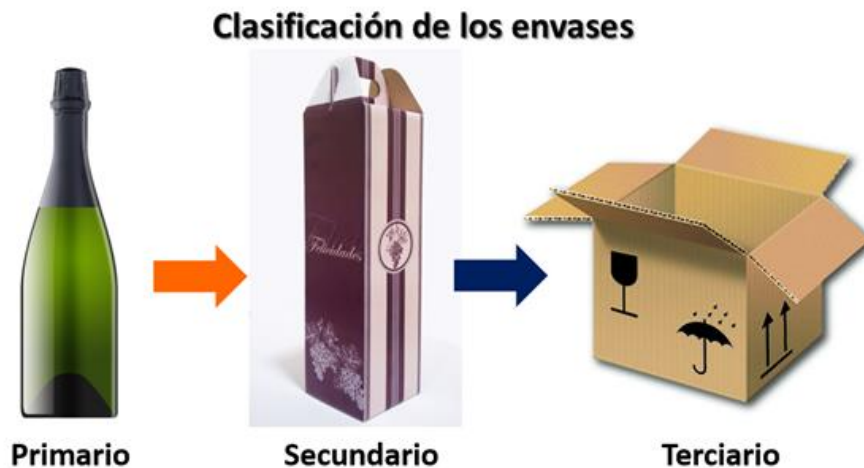 Clasificación de los envases
Felicidades
Primario
Secundario
Terciario